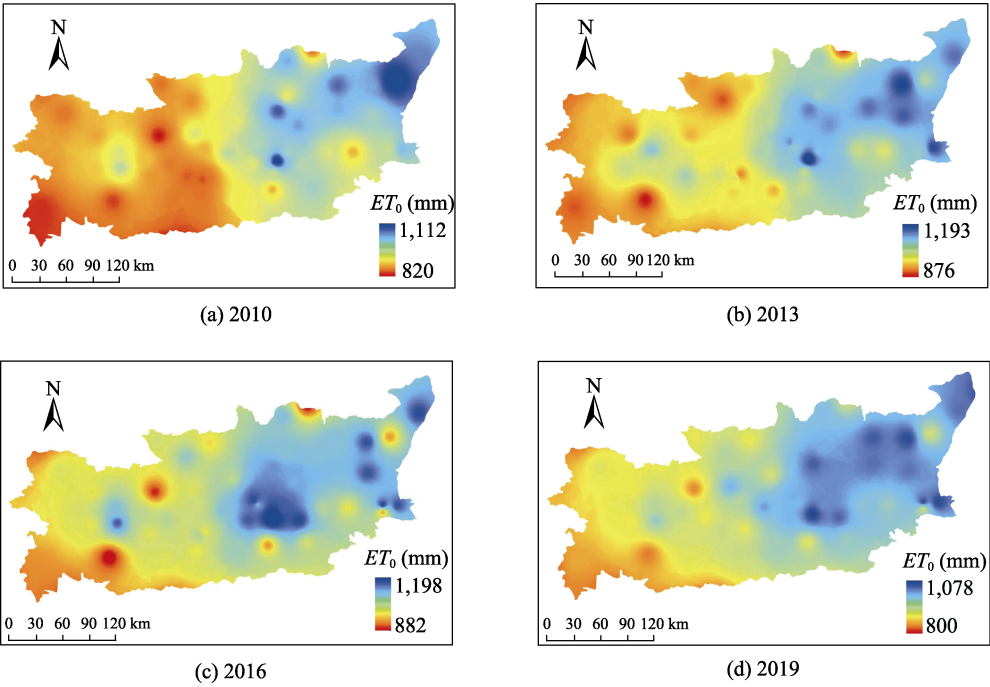 N
ET0 (mm)
1,112
820
0 30 60 90 120 km
(a) 2010
N
ET0 (mm)
1,193
876
0 30 60 90 120 km
(b) 2013
N
ET0 (mm)
1,198
882
0 30 60 90 120 km
(c) 2016
N
ET0 (mm)
1,078
800
0 30 60 90 120 km
(d) 2019